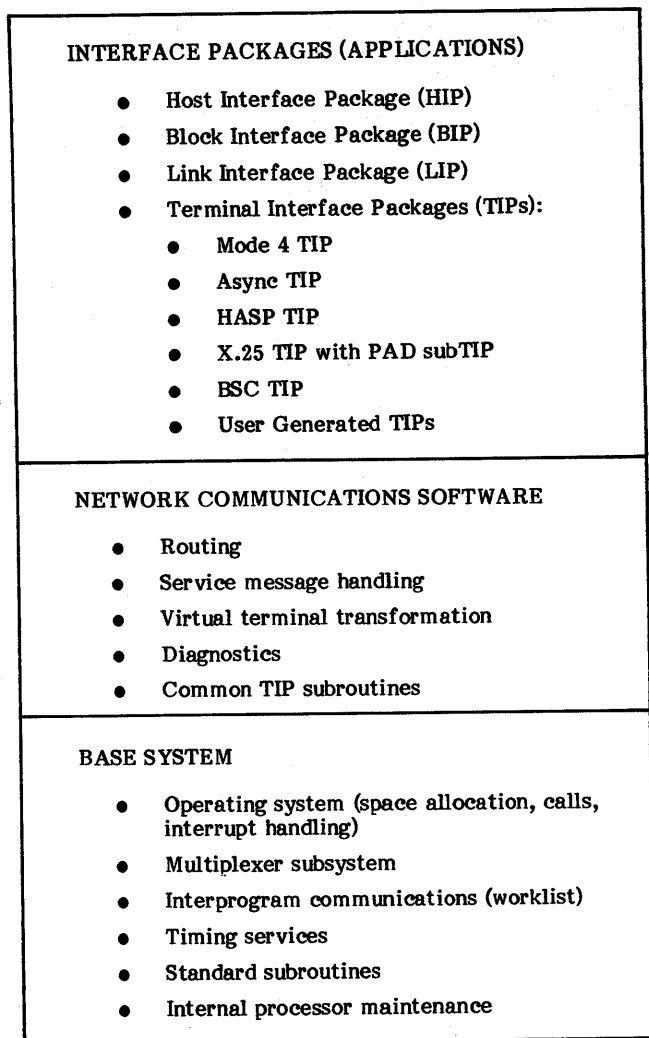 INTERFACE PACKAGES (APPLICATIONS)
● Host Interface Package (HIP)
● Block Interface Package (BIP)
● Link Interface Package (LIP)
● Terminal Interface Packages (TIPs):
● Mode 4 TIP
● Async TIP
● HASP TIP
● X.25 TIP with PAD subTIP
● BSC TIP
● User Generated TIPs
NETWORK COMMUNICATIONS SOFTWARE
● Routing
● Service message handling
● Virtual terminal transformation
● Diagnostics
● Common TIP subroutines
BASE SYSTEM
● Operating system (space allocation, calls,
interrupt handling)
● Multiplexer subsystem
● Interprogram communications (worklist)
● Timing services
● Standard subroutines
● Internal processor maintenance